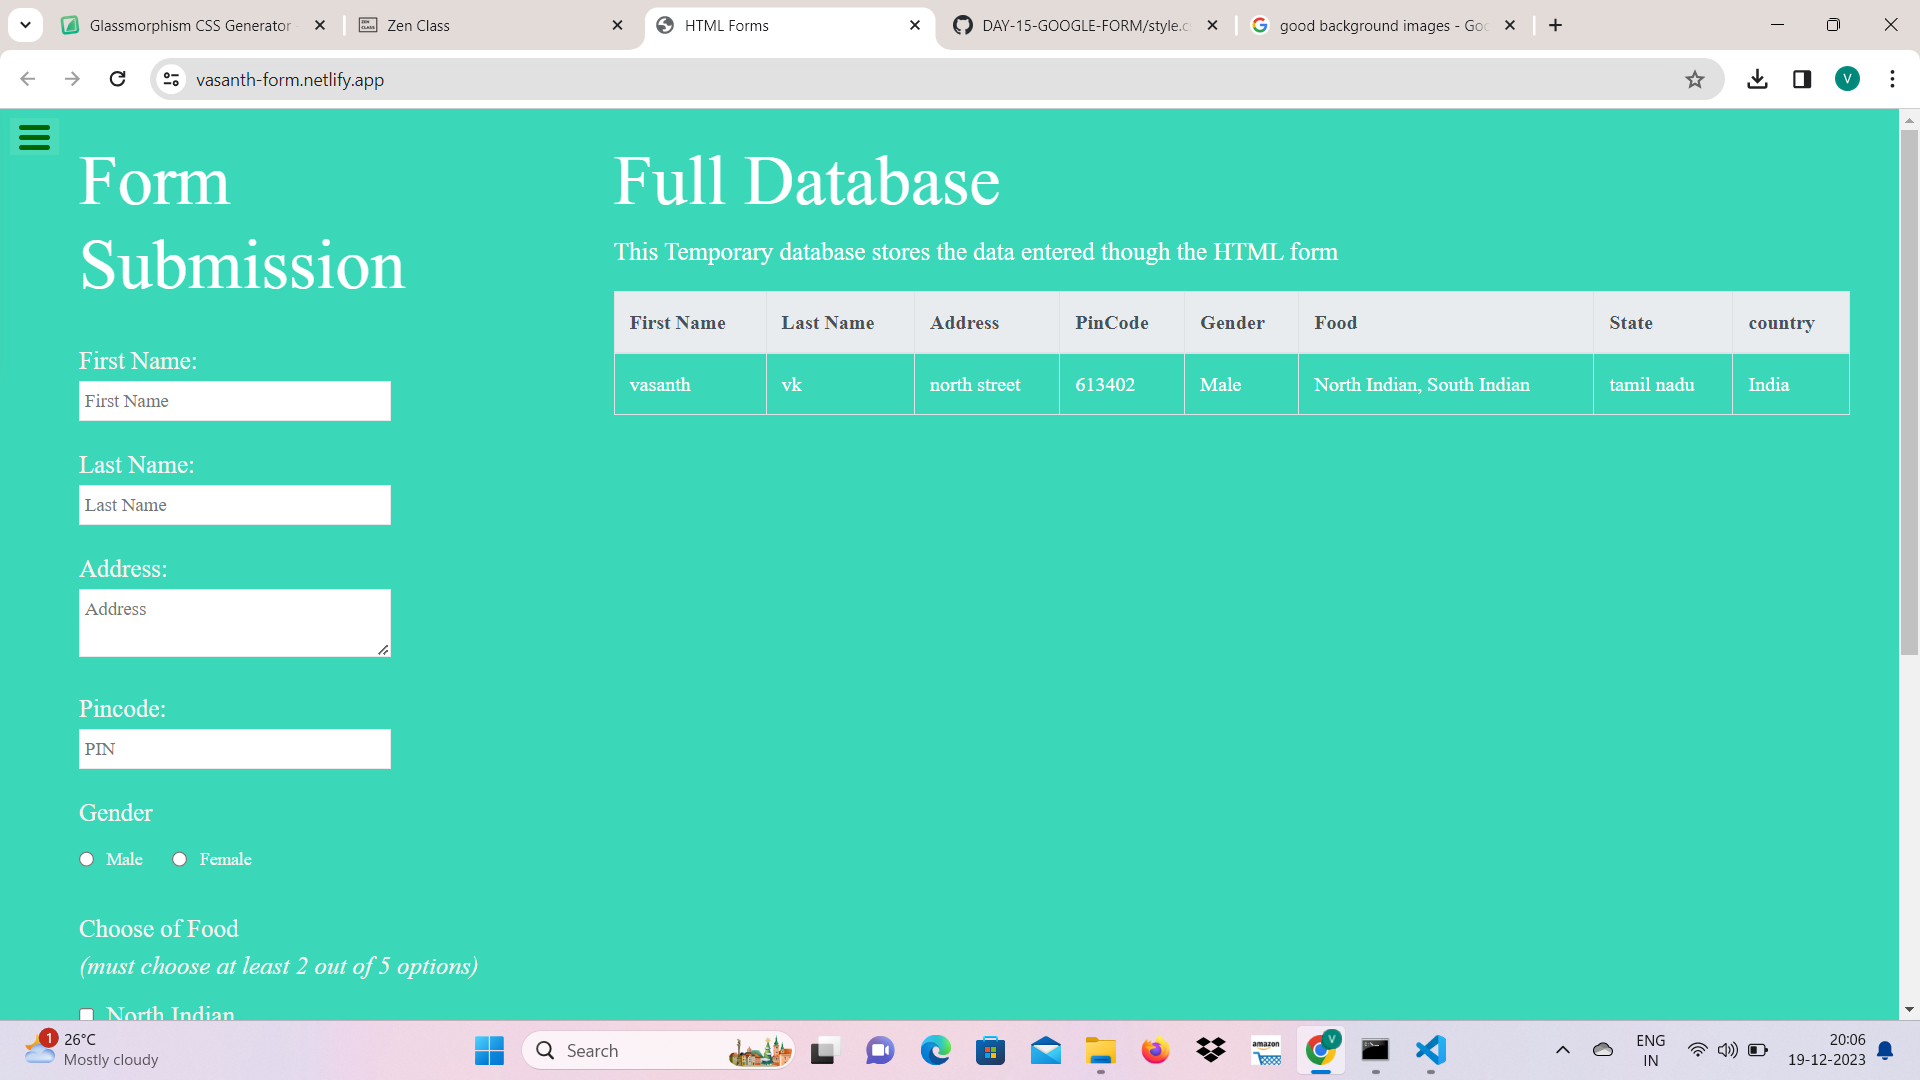 Glassmorphism CSS Generator
Zen Class
HTML Forms
DAY-15-GOOGLE-FORM/style.c
good background images - Goo
vasanth-form.netlify.app
V
Form
Submission
First Name:
First Name
Last Name:
Last Name
Address:
Address
Pincode:
PIN
Gender
Male Female
Choose of Food
(must choose at least 2 out of 5 options)
North Indian
Full Database
This Temporary database stores the data entered though the HTML form
First Name Last Name Address PinCode Gender Food State country
vasanth vk north street 613402 Male North Indian, South Indian tamil nadu India
1
26°C
Mostly cloudy
Search
amazon
V
ENG
IN
20:06
19-12-2023